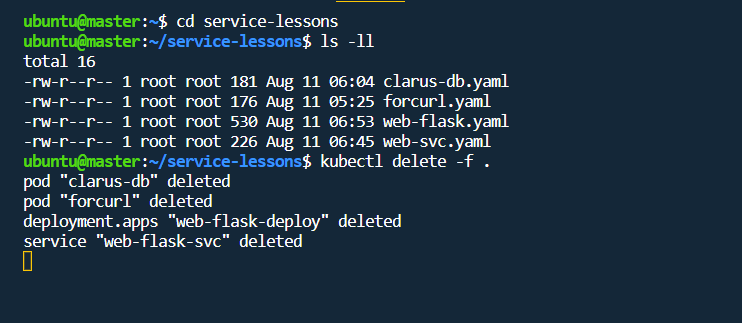 ubuntu@master:~$ cd service-lessons
ubuntu@master:~/service-lessons$ ls -ll
total 16
-rw-r--r-- 1 root root 181 Aug 11 06:04 clarus-db.yaml
-rw-r--r-- 1 root root 176 Aug 11 05:25 forcurl.yaml
-rw-r--r-- 1 root root 530 Aug 11 06:53 web-flask.yaml
-rw-r--r-- 1 root root 226 Aug 11 06:45 web-svc.yaml
ubuntu@master:~/service-lessons$ kubectl delete -f .
pod "clarus-db" deleted
pod "forcurl" deleted
deployment.apps "web-flask-deploy" deleted
service "web-flask-svc" deleted